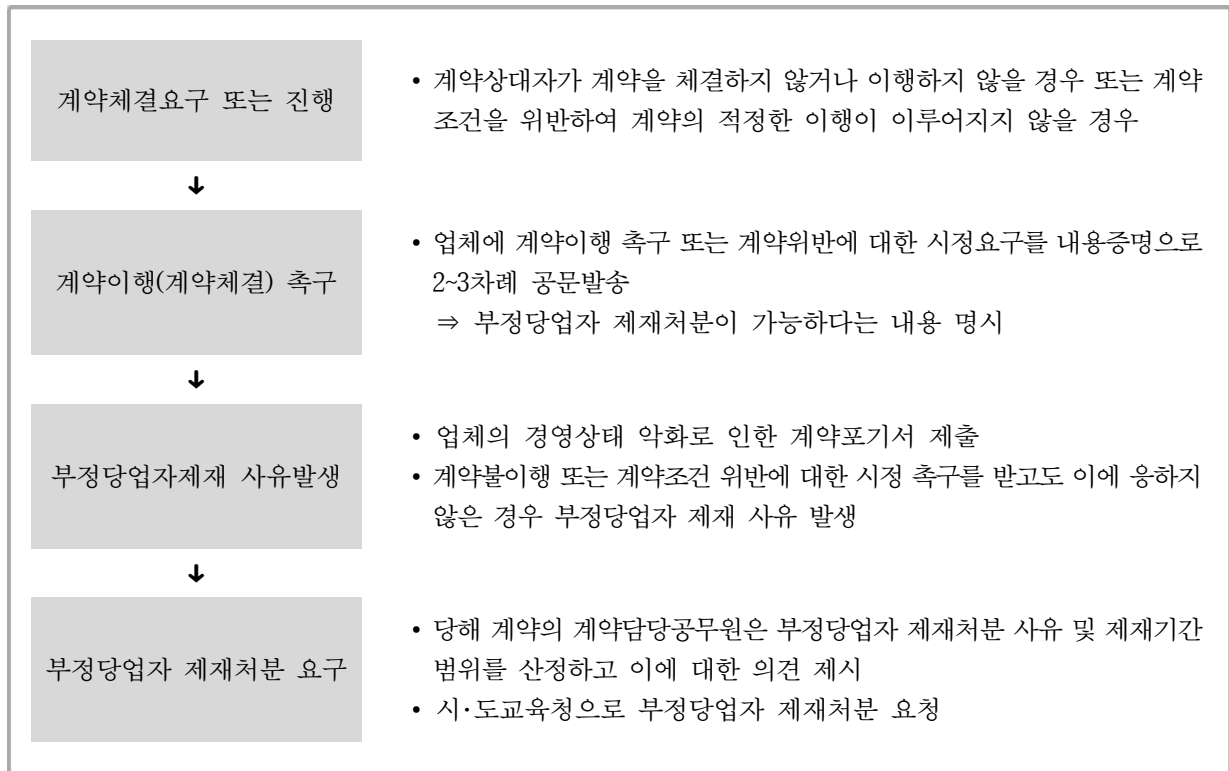 계약체결요구 또는 진행
• 계약상대자가 계약을 체결하지 않거나 이행하지 않을 경우 또는 계약
조건을 위반하여 계약의 적정한 이행이 이루어지지 않을 경우
↓
계약이행(계약체결) 촉구
• 업체에 계약이행 촉구 또는 계약위반에 대한 시정요구를 내용증명으로
2~3차례 공문발송
⇒ 부정당업자 제재처분이 가능하다는 내용 명시
↓
부정당업자제재 사유발생
• 업체의 경영상태 악화로 인한 계약포기서 제출
• 계약불이행 또는 계약조건 위반에 대한 시정 촉구를 받고도 이에 응하지
않은 경우 부정당업자 제재 사유 발생
↓
부정당업자 제재처분 요구
• 당해 계약의 계약담당공무원은 부정당업자 제재처분 사유 및 제재기간
범위를 산정하고 이에 대한 의견 제시
• 시·도교육청으로 부정당업자 제재처분 요청